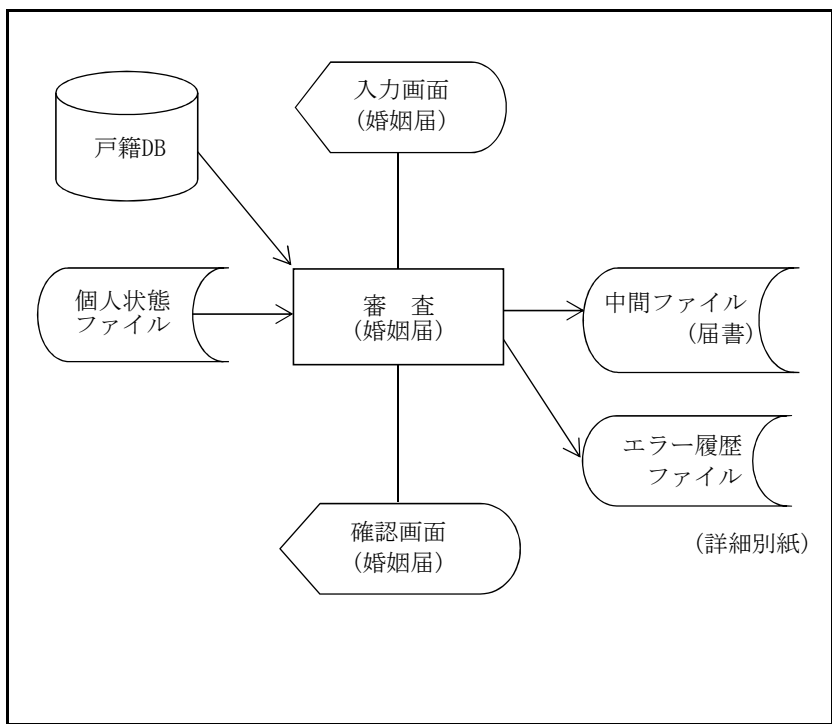 入力画面
(婚姻届)
戸籍DB
個人状態
ファイル
審　査
(婚姻届)
中間ファイル
(届書)
エラー履歴
ファイル
確認画面
(婚姻届)
(詳細別紙)